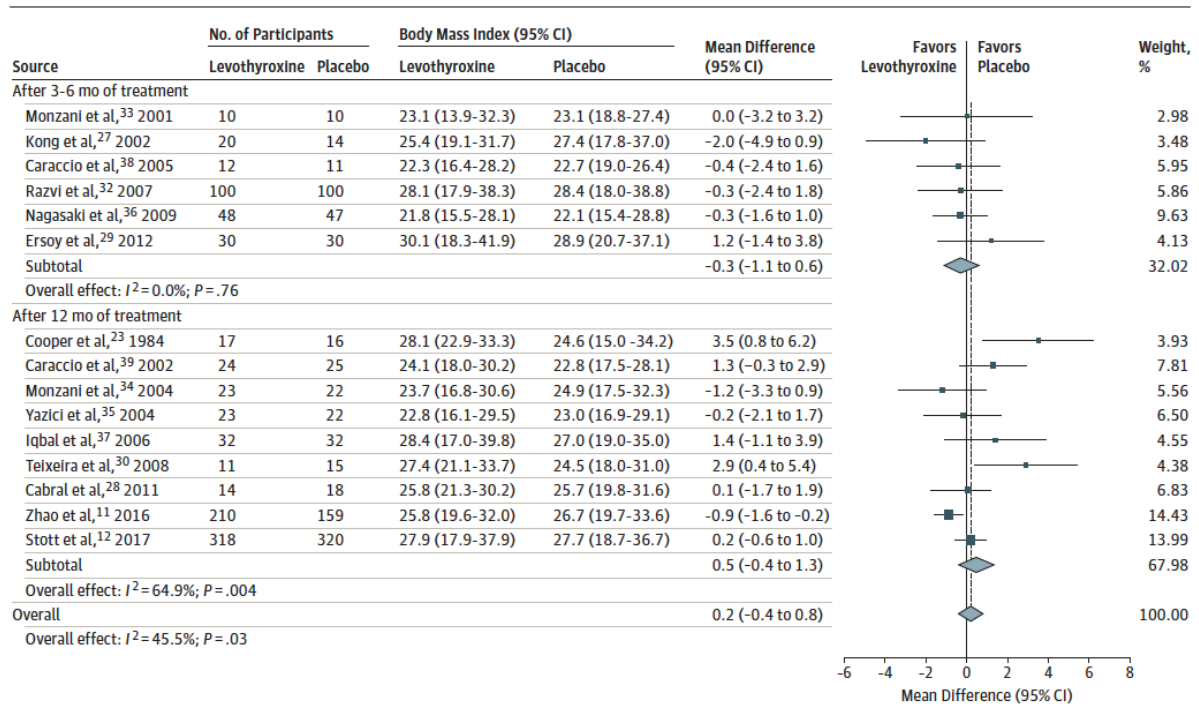 No. of Participants Body Mass Index (95% CI) Mean Difference (95% CI) Favors Levothyroxine Favors Placebo Weight, %
Source Levothyroxine Placebo Levothyroxine Placebo
After 3-6 mo of treatment
Monzani et al,33 2001 10 10 23.1 (13.9-32.3) 23.1 (18.8-27.4) 0.0 (−3.2 to 3.2) 2.98
Kong et al,27 2002 20 14 25.4 (19.1-31.7) 27.4 (17.8-37.0) −2.0 (−4.9 to 0.9) 3.48
Caraccio et al,38 2005 12 11 22.3 (16.4-28.2) 22.7 (19.0-26.4) −0.4 (−2.4 to 1.6) 5.95
Razvi et al,32 2007 100 100 28.1 (17.9-38.3) 28.4 (18.0-38.8) −0.3 (−2.4 to 1.8) 5.86
Nagasaki et al,36 2009 48 47 21.8 (15.5-28.1) 22.1 (15.4-28.8) −0.3 (−1.6 to 1.0) 9.63
Ersoy et al,29 2012 30 30 30.1 (18.3-41.9) 28.9 (20.7-37.1) 1.2 (−1.4 to 3.8) 4.13
Subtotal −0.3 (−1.1 to 0.6) 32.02
Overall effect: I2=0.0%; P=.76
After 12 mo of treatment
Cooper et al,23 1984 17 16 28.1 (22.9-33.3) 24.6 (15.0 -34.2) 3.5 (0.8 to 6.2) 3.93
Caraccio et al,39 2002 24 25 24.1 (18.0-30.2) 22.8 (17.5-28.1) 1.3 (−0.3 to 2.9) 7.81
Monzani et al,34 2004 23 22 23.7 (16.8-30.6) 24.9 (17.5-32.3) −1.2 (−3.3 to 0.9) 5.56
Yazici et al,35 2004 23 22 22.8 (16.1-29.5) 23.0 (16.9-29.1) −0.2 (−2.1 to 1.7) 6.50
Iqbal et al,37 2006 32 32 28.4 (17.0-39.8) 27.0 (19.0-35.0) 1.4 (−1.1 to 3.9) 4.55
Teixeira et al,30 2008 11 15 27.4 (21.1-33.7) 24.5 (18.0-31.0) 2.9 (0.4 to 5.4) 4.38
Cabral et al,28 2011 14 18 25.8 (21.3-30.2) 25.7 (19.8-31.6) 0.1 (−1.7 to 1.9) 6.83
Zhao et al,11 2016 210 159 25.8 (19.6-32.0) 26.7 (19.7-33.6) −0.9 (−1.6 to −0.2) 14.43
Stott et al,12 2017 318 320 27.9 (17.9-37.9) 27.7 (18.7-36.7) 0.2 (−0.6 to 1.0) 13.99
Subtotal 0.5 (−0.4 to 1.3) 67.98
Overall effect: I2=64.9%; P=.004
Overall 0.2 (−0.4 to 0.8) 100.00
Overall effect: I2=45.5%; P=.03
-6 -4 -2 0 2 4 6 8
Mean Difference (95% CI)